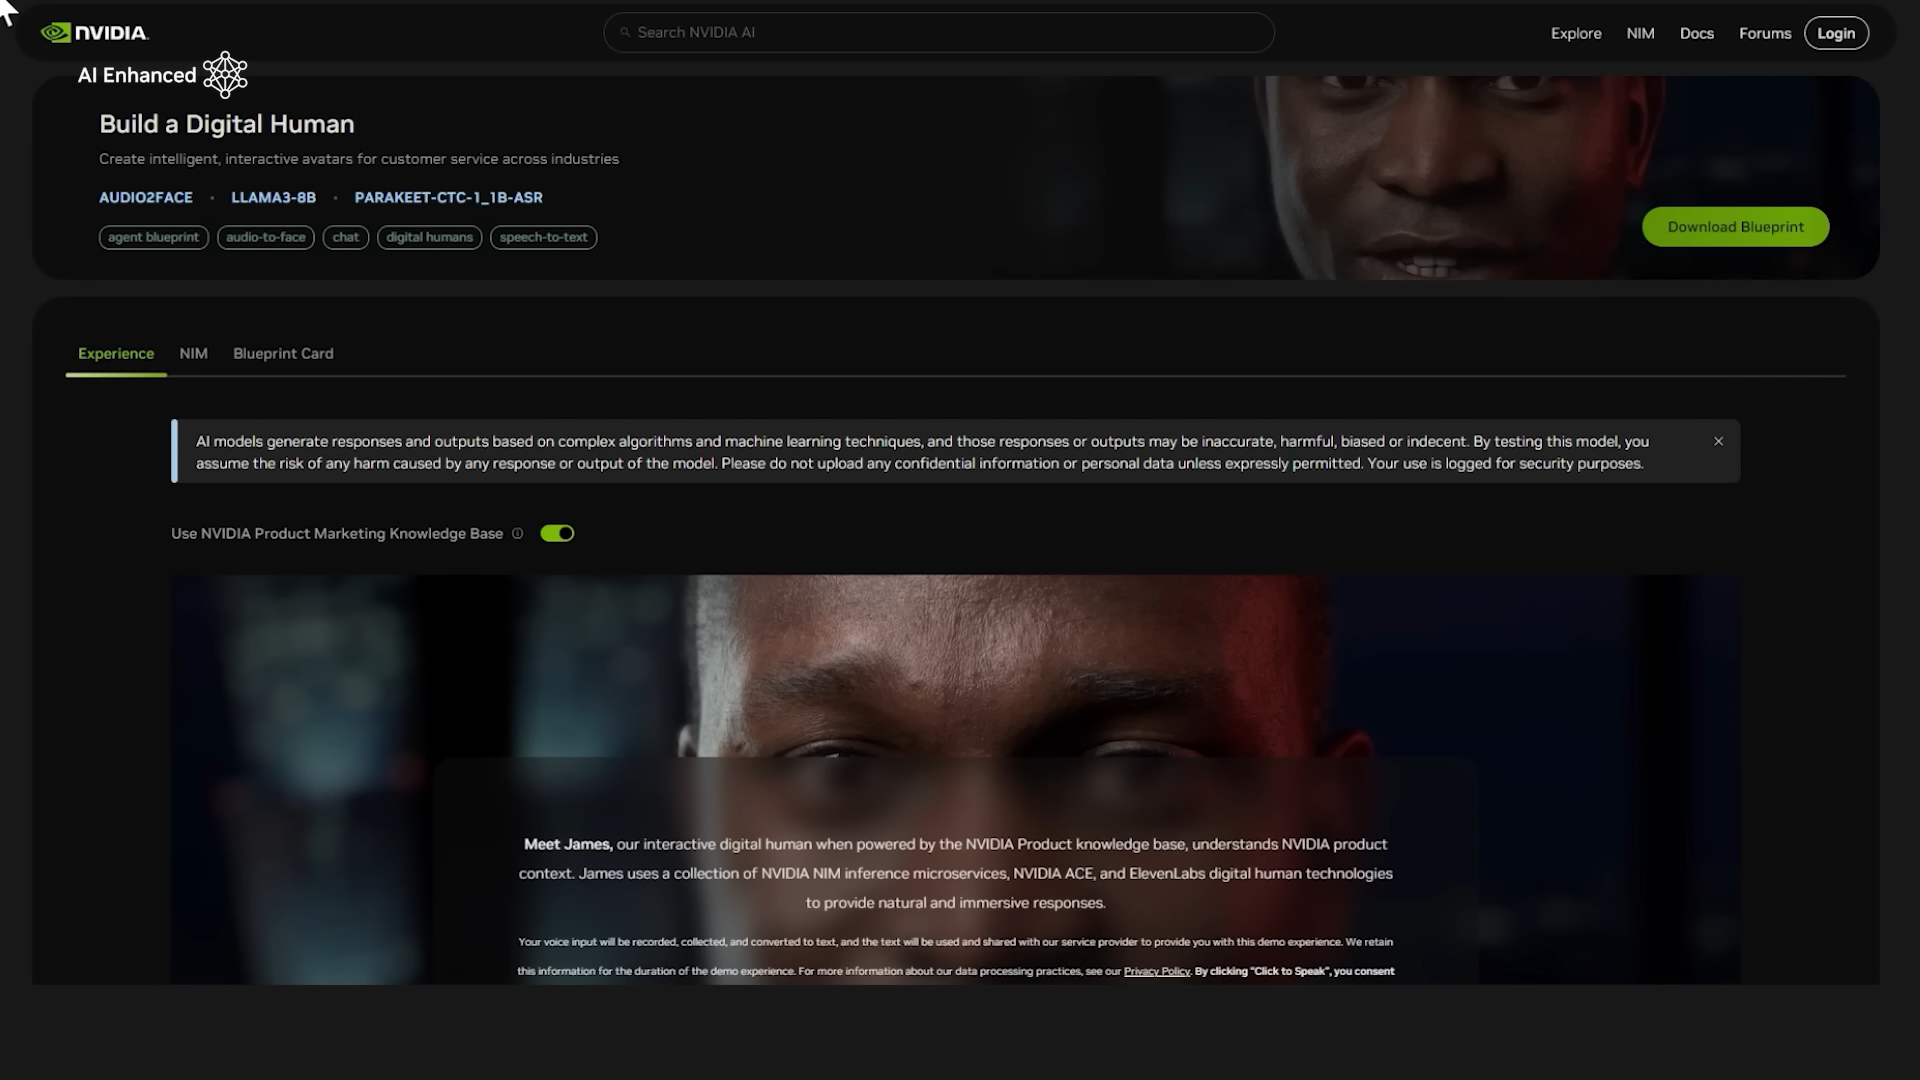 NVIDIA.
Search NVIDIA AI
Explore
NIM
Docs
Forums
Login
AI Enhanced
Build a Digital Human
Create intelligent, interactive avatars for customer service across industries
AUDIO2FACE • LLAMA3-8B • PARAKEET-CTC-1_1B-ASR
agent blueprint
audio-to-face
chat
digital humans
speech-to-text
Download Blueprint
Experience
NIM
Blueprint Card
AI models generate responses and outputs based on complex algorithms and machine learning techniques, and those responses or outputs may be inaccurate, harmful, biased or indecent. By testing this model, you
assume the risk of any harm caused by any response or output of the model. Please do not upload any confidential information or personal data unless expressly permitted. Your use is logged for security purposes.
Use NVIDIA Product Marketing Knowledge Base
Meet James, our interactive digital human when powered by the NVIDIA Product knowledge base, understands NVIDIA product
context. James uses a collection of NVIDIA NIM inference microservices, NVIDIA ACE, and ElevenLabs digital human technologies
to provide natural and immersive responses.
Your voice input will be recorded, collected, and converted to text, and the text will be used and shared with our service provider to provide you with this demo experience. We retain
this information for the duration of the demo experience. For more information about our data processing practices, see our Privacy Policy. By clicking "Click to Speak", you consent